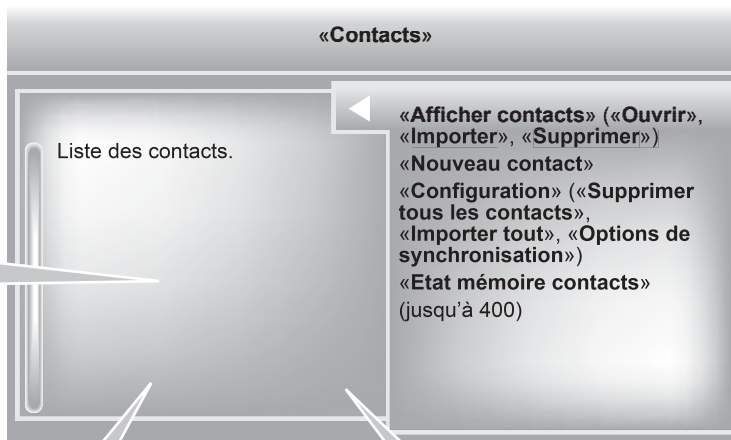 «Contacts»
Liste des contacts.
«Afficher contacts» («Ouvrir»,
«Importer», «Supprimer»)
«Nouveau contact»
«Configuration» («Supprimer
tous les contacts»,
«Importer tout», «Options de
synchronisation»)
«Etat mémoire contacts»
(jusqu’à 400)